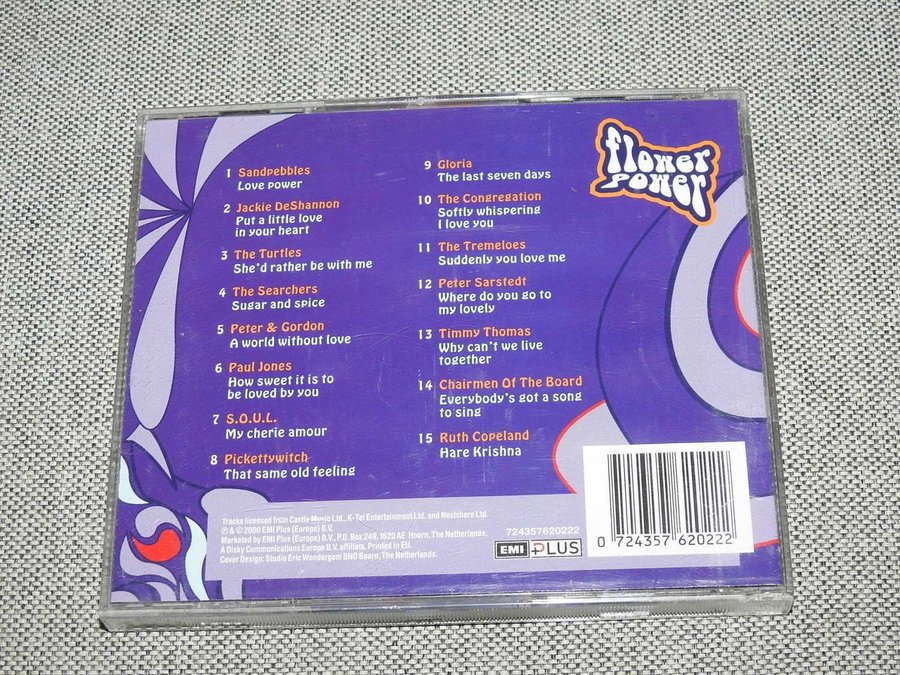 flower
power
1 Sandpebbles
Love power
2 Jackie DeShannon
Put a little love
in your heart
3 The Turtles
She'd rather be with me
4 The Searchers
Sugar and spice
5 Peter & Gordon
A world without love
6 Paul Jones
How sweet it is to
be loved by you
7 S.O.U.L.
My cherie amour
8 Pickettywitch
That same old feeling
9 Gloria
The last seven days
10 The Congregation
Softly whispering
I love you
11 The Tremeloes
Suddenly you love me
12 Peter Sarstedt
Where do you go to
my lovely
13 Timmy Thomas
Why can't we live
together
14 Chairmen Of The Board
Everybody's got a song
to sing
15 Ruth Copeland
Hare Krishna
Tracks licensed from Castle Music Ltd., K-Tel Entertainment Ltd. and Nestshare Ltd.
℗ & © 2000 EMI Plus (Europe) B.V.
Marketed by EMI Plus (Europe) B.V., P.O. Box 249, 1620 AE Hoorn, The Netherlands.
A Disky Communications Europe B.V. affiliate. Printed in EU.
Cover Design: Studio Eric Wondergem BNO Baarn, The Netherlands.
724357620222
EMI PLUS
0 724357 620222